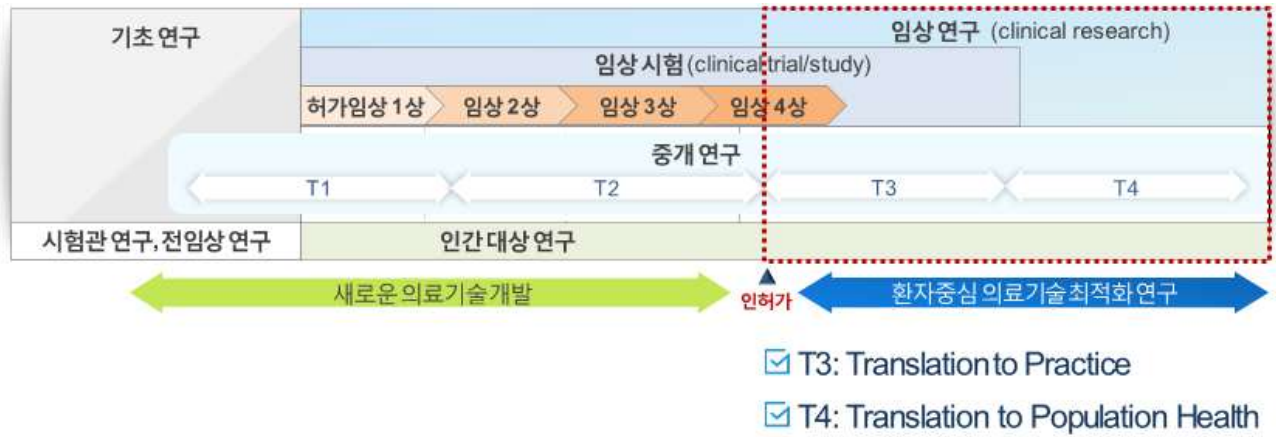 기초 연구
임상 연구 (clinical research)
임상 시험 (clinical trial/study)
허가임상 1상 임상 2상 임상 3상 임상 4상
중개 연구
T1 T2 T3 T4
시험관 연구, 전임상 연구 인간 대상 연구
새로운 의료기술 개발 인허가 환자중심 의료기술 최적화 연구
T3: Translation to Practice
T4: Translation to Population Health